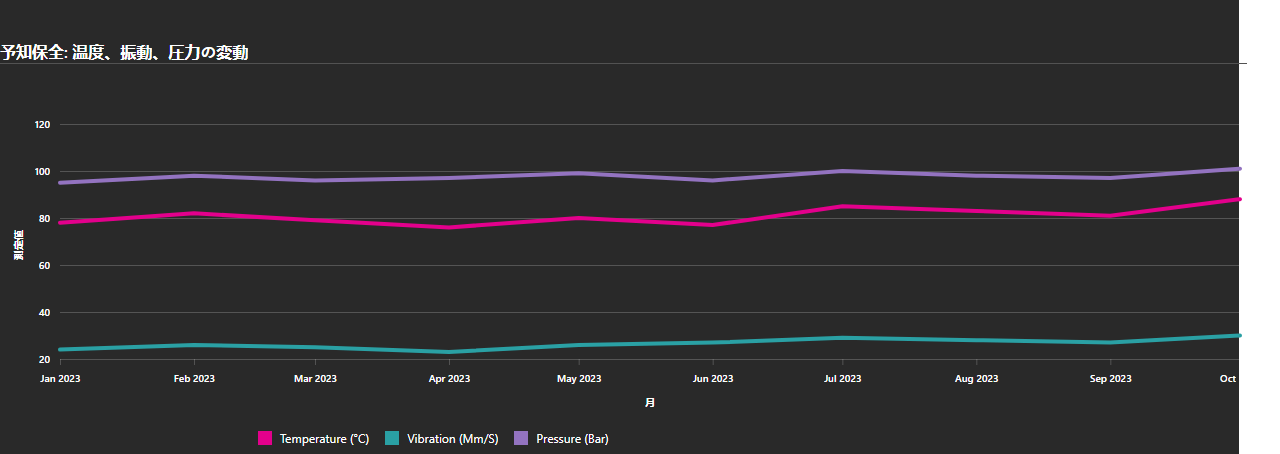 予知保全: 温度、振動、圧力の変動
120
100
80
60
40
20
測定値
Jan 2023 Feb 2023 Mar 2023 Apr 2023 May 2023 Jun 2023 Jul 2023 Aug 2023 Sep 2023 Oct
月
Temperature (°C) Vibration (Mm/S) Pressure (Bar)